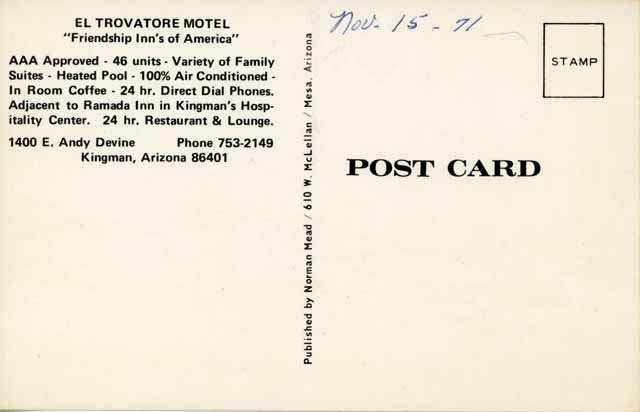 EL TROVATORE MOTEL
"Friendship Inn's of America"
AAA Approved - 46 units - Variety of Family
Suites - Heated Pool - 100% Air Conditioned -
In Room Coffee - 24 hr. Direct Dial Phones.
Adjacent to Ramada Inn in Kingman's Hosp-
itality Center. 24 hr. Restaurant & Lounge.
1400 E. Andy Devine Phone 753-2149
Kingman, Arizona 86401
Published by Norman Mead / 610 W. McLellan / Mesa, Arizona
Nov- 15 - 71
STAMP
POST CARD